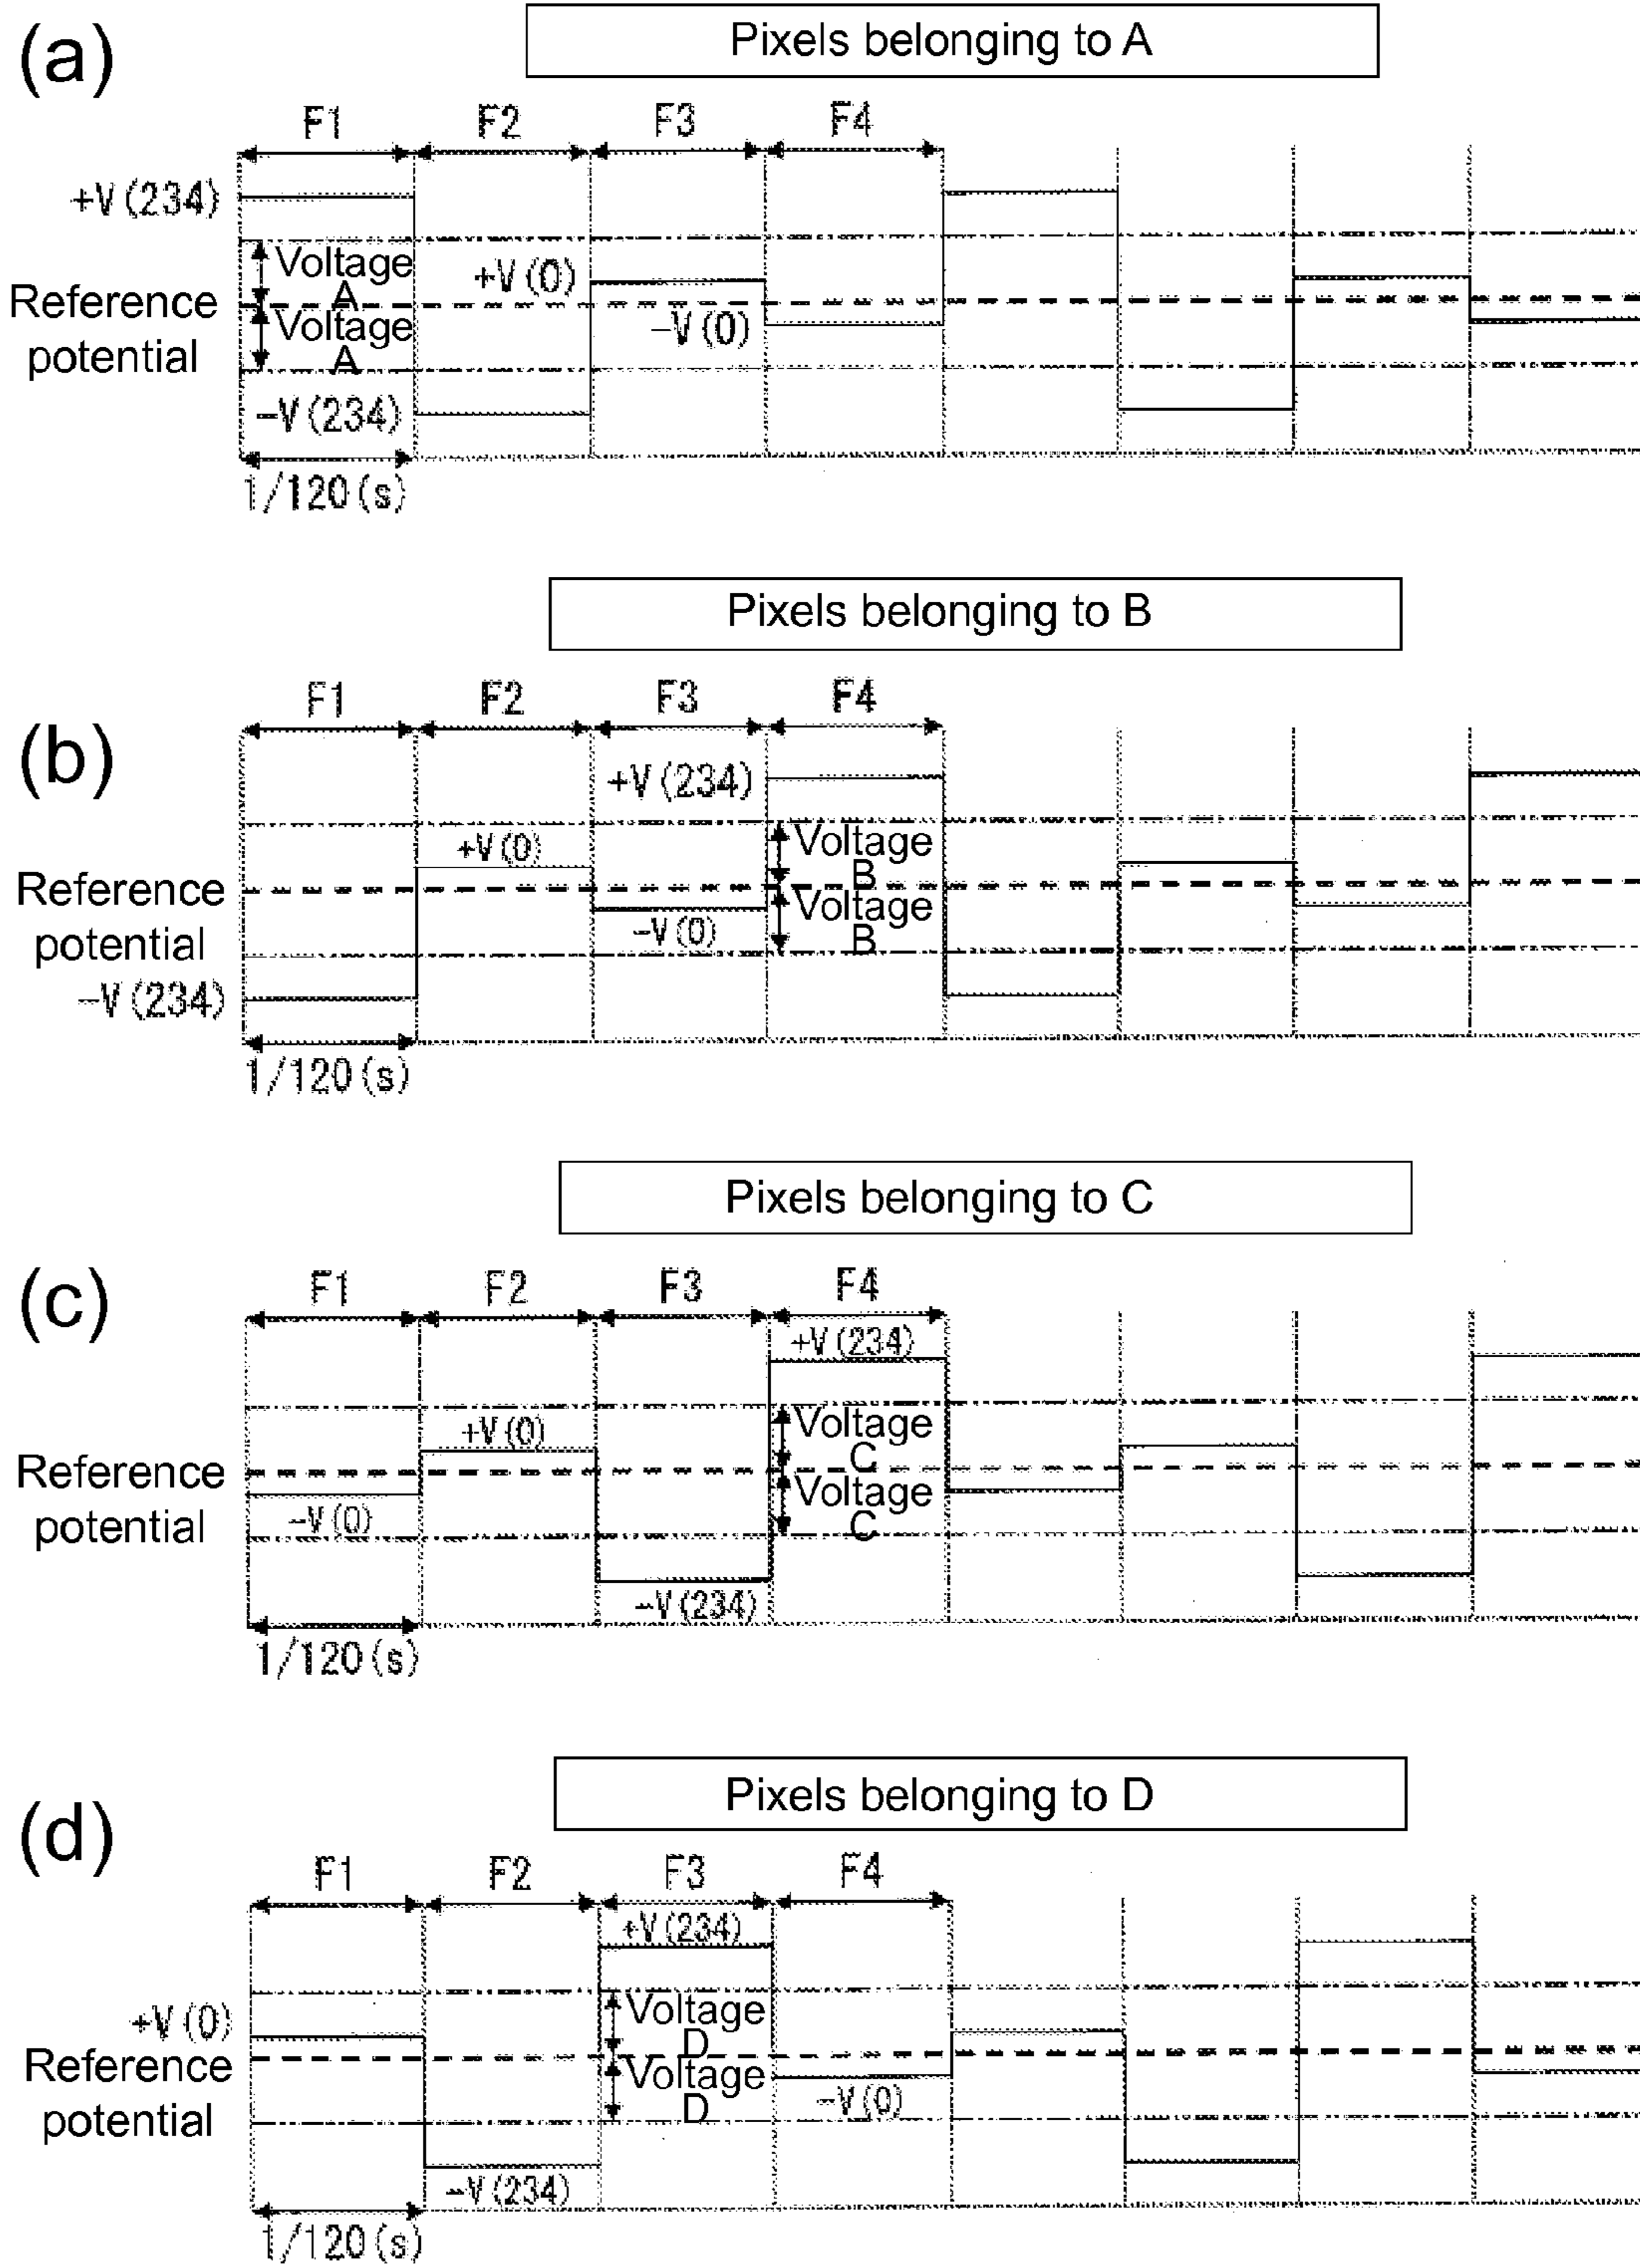 (a)
Pixels belonging to A
F1 F2 F3 F4
+V(234)
Voltage
A
+V(0)
Reference
potential
Voltage
A
−V(0)
−V(234)
1/120(s)
Pixels belonging to B
(b)
F1 F2 F3 F4
+V(234)
+V(0)
Voltage
B
Reference
potential
Voltage
B
−V(0)
−V(234)
1/120(s)
Pixels belonging to C
(c)
F1 F2 F3 F4
+V(234)
+V(0)
Voltage
C
Reference
potential
Voltage
C
−V(0)
−V(234)
1/120(s)
Pixels belonging to D
(d)
F1 F2 F3 F4
+V(234)
+V(0)
Voltage
D
Reference
potential
Voltage
D
−V(0)
−V(234)
1/120(s)